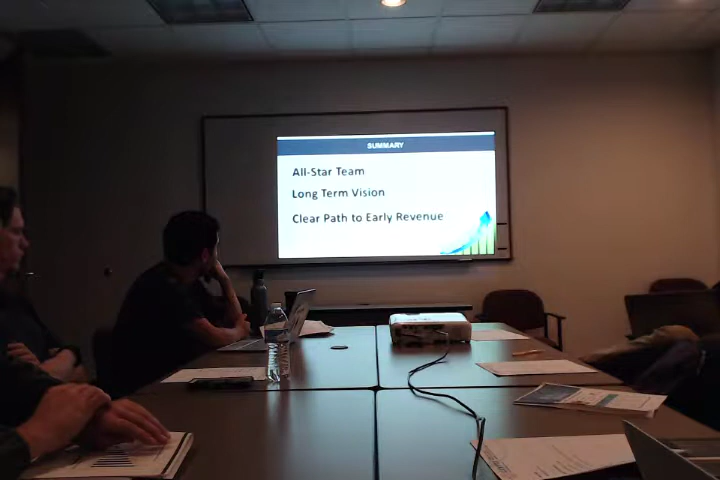 SUMMARY
All-Star Team
Long Term Vision
Clear Path to Early Revenue